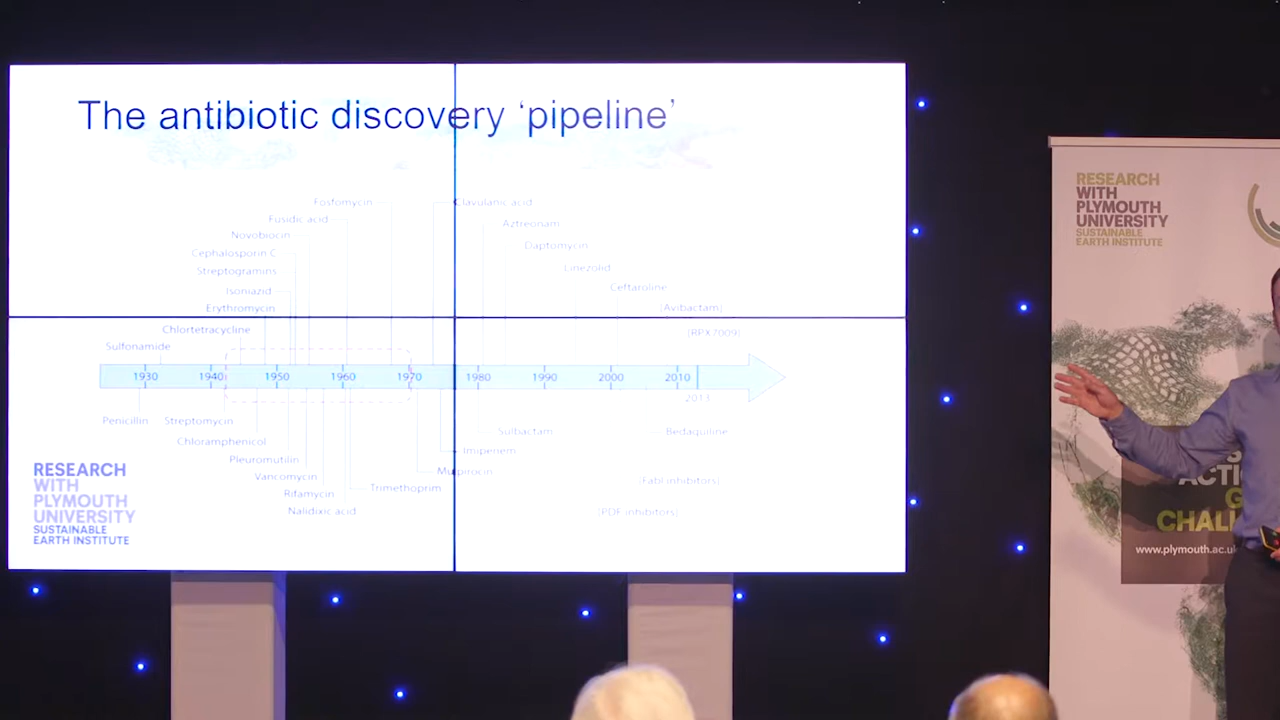 The antibiotic discovery ‘pipeline’
Fosfomycin
Clavulanic acid
Fusidic acid
Aztreonam
Novobiocin
Daptomycin
Cephalosporin C
Streptogramins
Linezolid
Isoniazid
Ceftaroline
Erythromycin
(Avibactam)
Chlortetracycline
(RPX7009)
Sulfonamide
1930 1940 1950 1960 1970 1980 1990 2000 2010
2013
Penicillin
Streptomycin
Sulbactam
Bedaquiline
Chloramphenicol
Imipenem
Pleuromutilin
Mupirocin
Vancomycin
(FabI inhibitors)
Rifamycin
Trimethoprim
Nalidixic acid
(PDF inhibitors)
RESEARCH
WITH
PLYMOUTH
UNIVERSITY
SUSTAINABLE
EARTH INSTITUTE
RESEARCH
WITH
PLYMOUTH
UNIVERSITY
SUSTAINABLE
EARTH INSTITUTE
ACTI
G
CHALL
www.plymouth.ac.uk